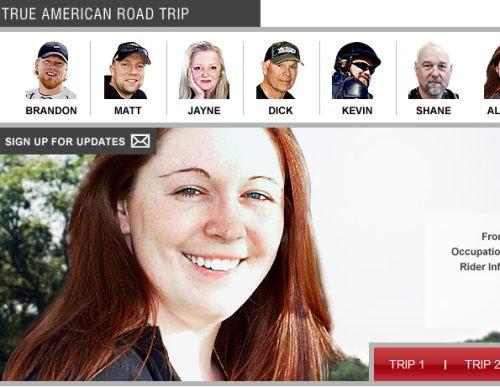 TRUE AMERICAN ROAD TRIP
BRANDON MATT JAYNE DICK KEVIN SHANE AL
SIGN UP FOR UPDATES
Fron
Occupatio
Rider Inf
TRIP 1 | TRIP 2